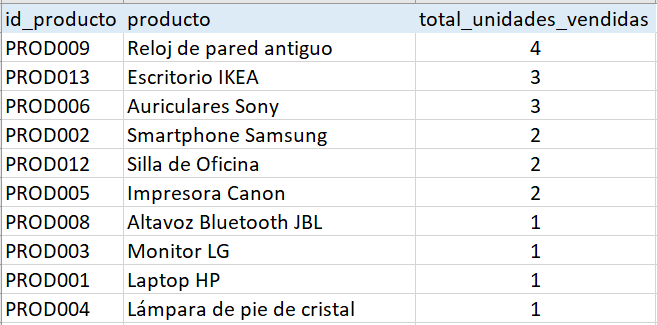 id_producto producto total_unidades_vendidas
PROD009 Reloj de pared antiguo 4
PROD013 Escritorio IKEA 3
PROD006 Auriculares Sony 3
PROD002 Smartphone Samsung 2
PROD012 Silla de Oficina 2
PROD005 Impresora Canon 2
PROD008 Altavoz Bluetooth JBL 1
PROD003 Monitor LG 1
PROD001 Laptop HP 1
PROD004 Lámpara de pie de cristal 1